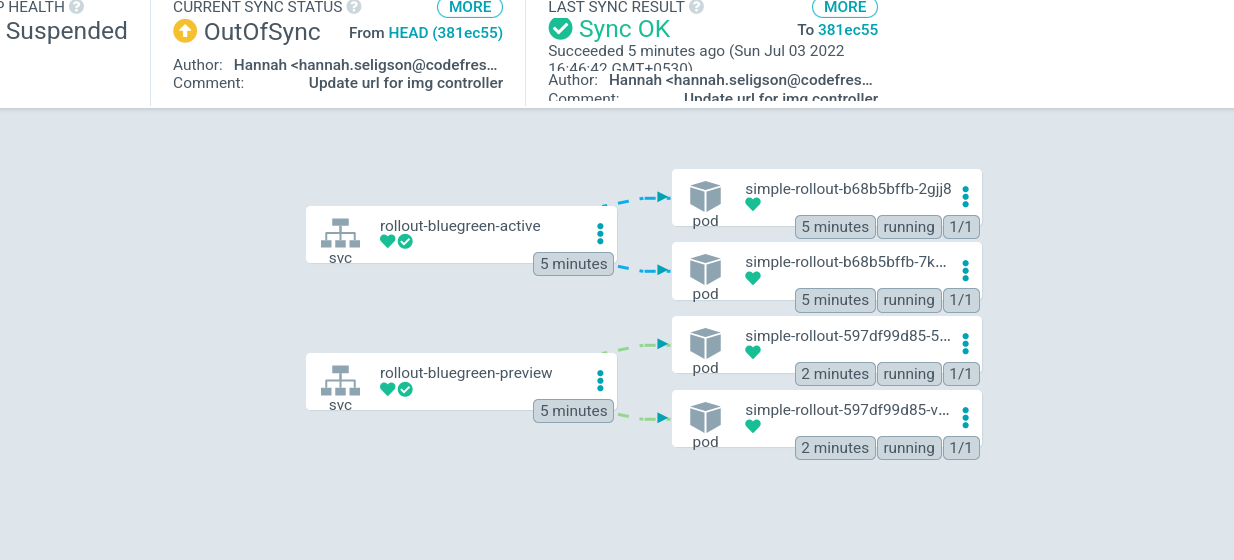 P HEALTH ?
Suspended
CURRENT SYNC STATUS ?
MORE
OutOfSync
From HEAD (381ec55)
Author: Hannah <hannah.seligson@codefres...
Comment: Update url for img controller
LAST SYNC RESULT ?
MORE
Sync OK
To 381ec55
Succeeded 5 minutes ago (Sun Jul 03 2022
16:46:42 GMT+0530)
Author: Hannah <hannah.seligson@codefres...
Comment: Update url for img controller
rollout-bluegreen-active
svc
5 minutes
simple-rollout-b68b5bffb-2gjj8
pod
5 minutes running 1/1
simple-rollout-b68b5bffb-7k...
pod
5 minutes running 1/1
rollout-bluegreen-preview
svc
5 minutes
simple-rollout-597df99d85-5...
pod
2 minutes running 1/1
simple-rollout-597df99d85-v...
pod
2 minutes running 1/1